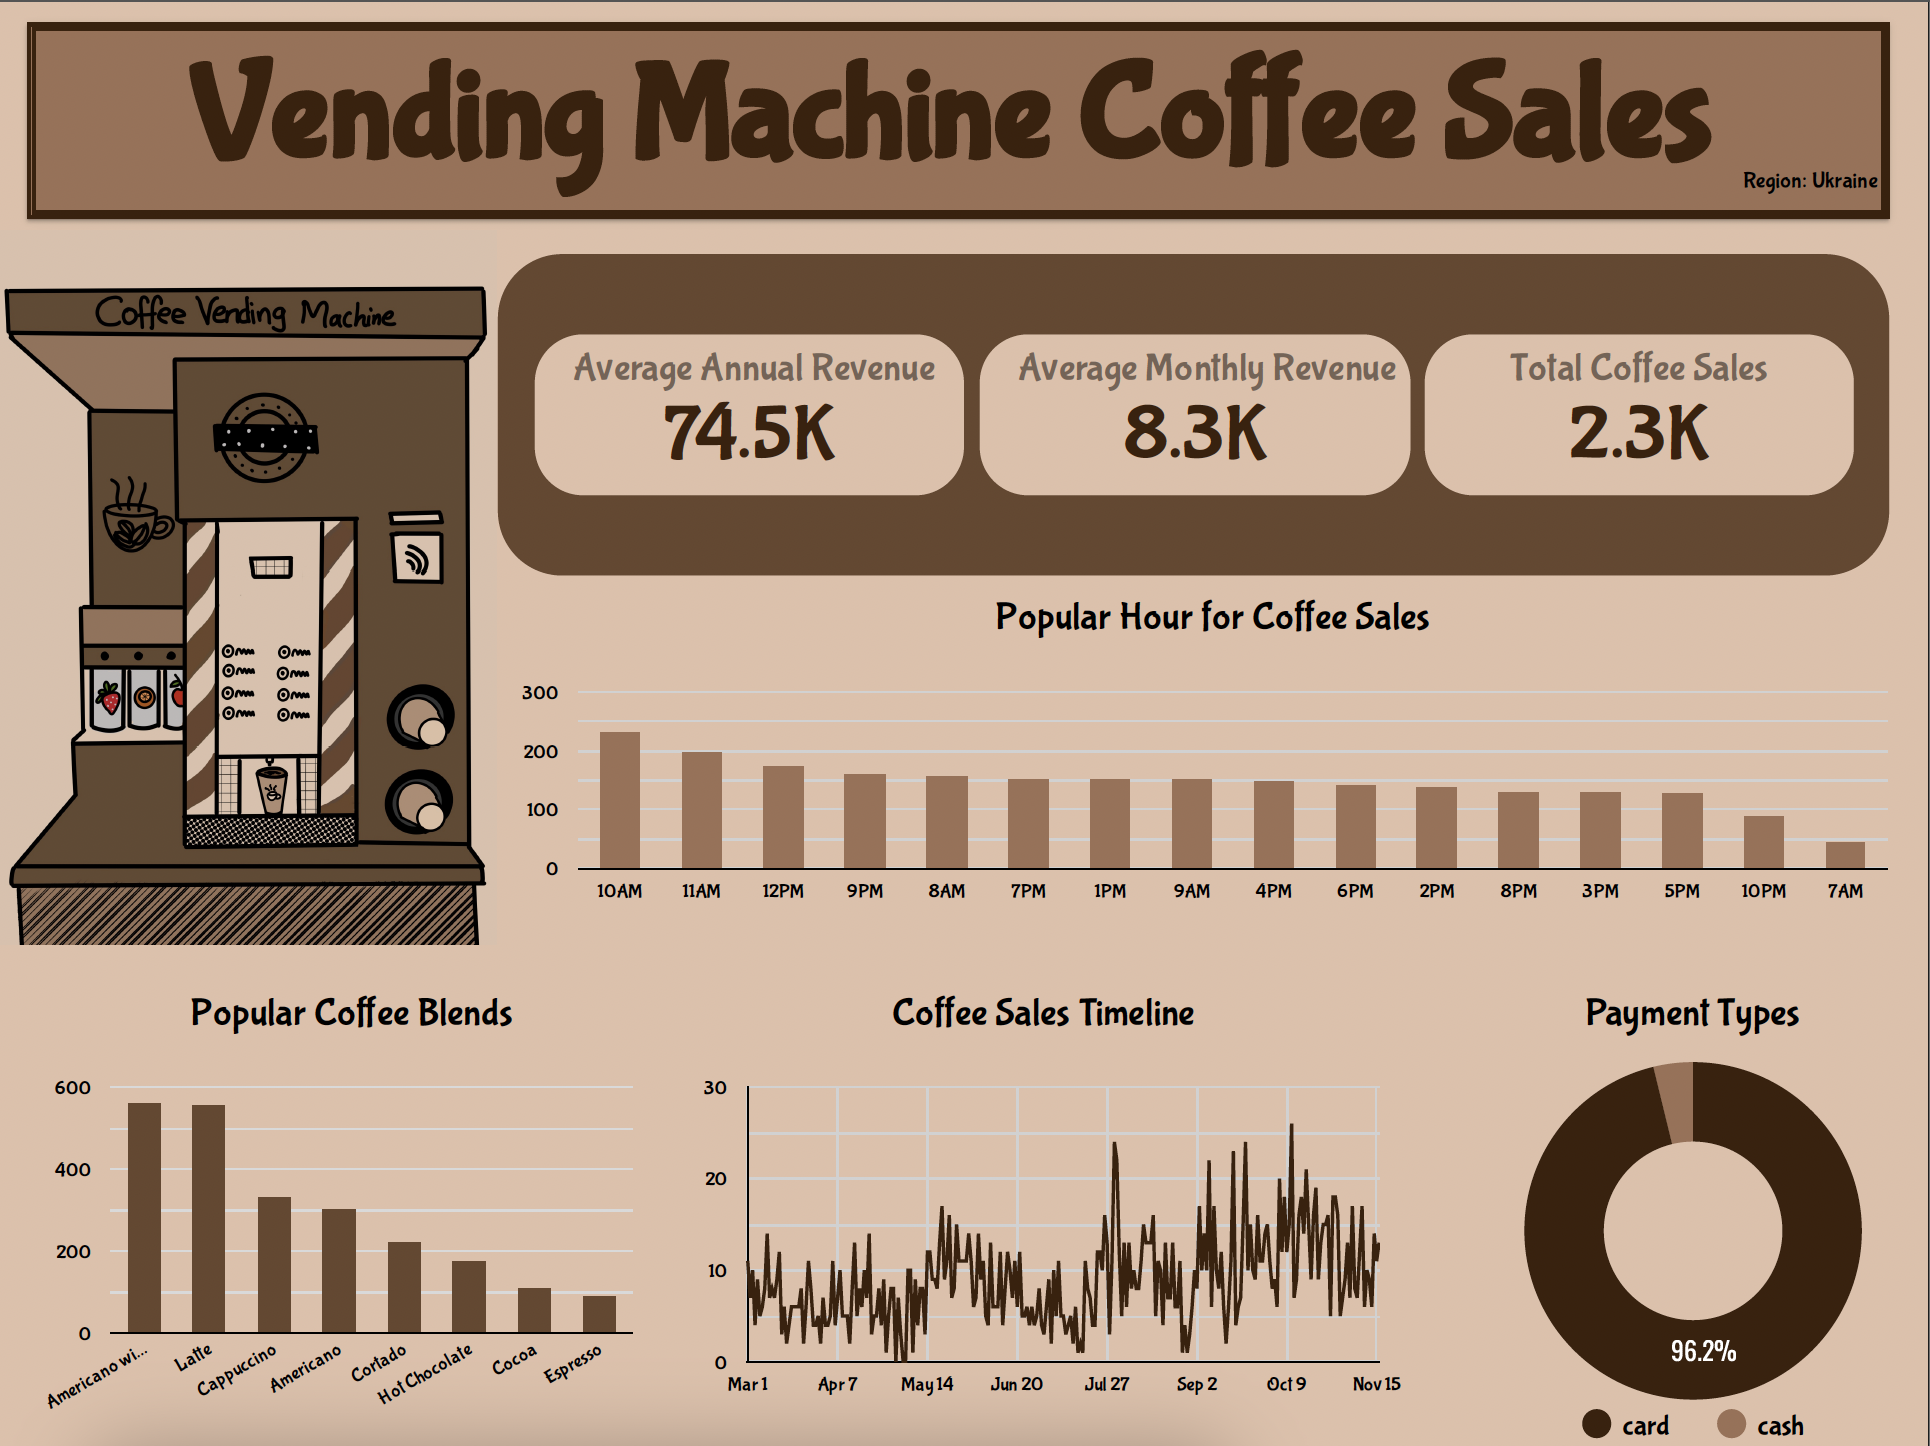 Vending Machine Coffee Sales
Region: Ukraine
Coffee Vending Machine
Average Annual Revenue
74.5K
Average Monthly Revenue
8.3K
Total Coffee Sales
2.3K
Popular Hour for Coffee Sales
300
200
100
0
10AM 11AM 12PM 9PM 8AM 7PM 1PM 9AM 4PM 6PM 2PM 8PM 3PM 5PM 10PM 7AM
Popular Coffee Blends
600
400
200
0
Americano wi... Latte Cappuccino Americano Cortado Hot Chocolate Cocoa Espresso
Coffee Sales Timeline
30
20
10
0
Mar 1 Apr 7 May 14 Jun 20 Jul 27 Sep 2 Oct 9 Nov 15
Payment Types
96.2%
card cash